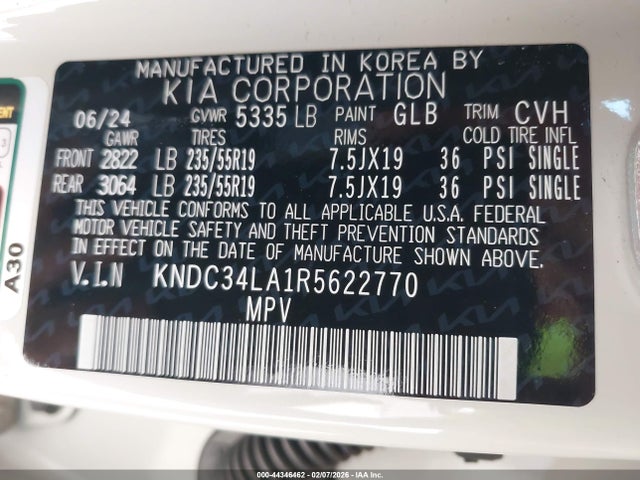 MANUFACTURED IN KOREA BY
KIA CORPORATION
06/24 GVWR 5335 LB PAINT GLB TRIM CVH
GAWR TIRES RIMS COLD TIRE INFL
FRONT 2822 LB 235/55R19 7.5JX19 36 PSI SINGLE
REAR 3064 LB 235/55R19 7.5JX19 36 PSI SINGLE
THIS VEHICLE CONFORMS TO ALL APPLICABLE U.S.A. FEDERAL
MOTOR VEHICLE SAFETY AND THEFT PREVENTION STANDARDS
IN EFFECT ON THE DATE OF MANUFACTURE SHOWN ABOVE.
V.I.N KNDC34LA1R5622770
MPV
A30
000-44346462 - 02/07/2026 - IAAI.com